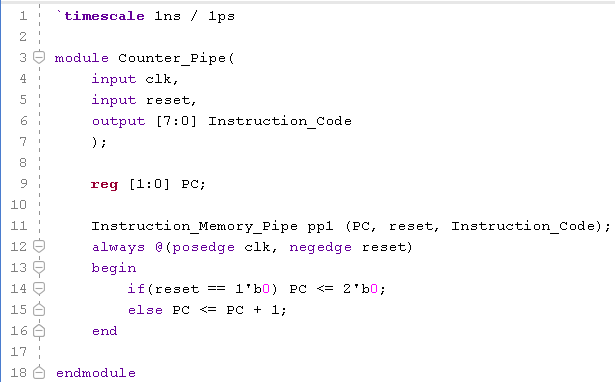 1 `timescale 1ns / 1ps
2
3 module Counter_Pipe(
4     input clk,
5     input reset,
6     output [7:0] Instruction_Code
7     );
8
9     reg [1:0] PC;
10
11     Instruction_Memory_Pipe pp1 (PC, reset, Instruction_Code);
12     always @(posedge clk, negedge reset)
13     begin
14         if(reset == 1'b0) PC <= 2'b0;
15         else PC <= PC + 1;
16     end
17
18 endmodule